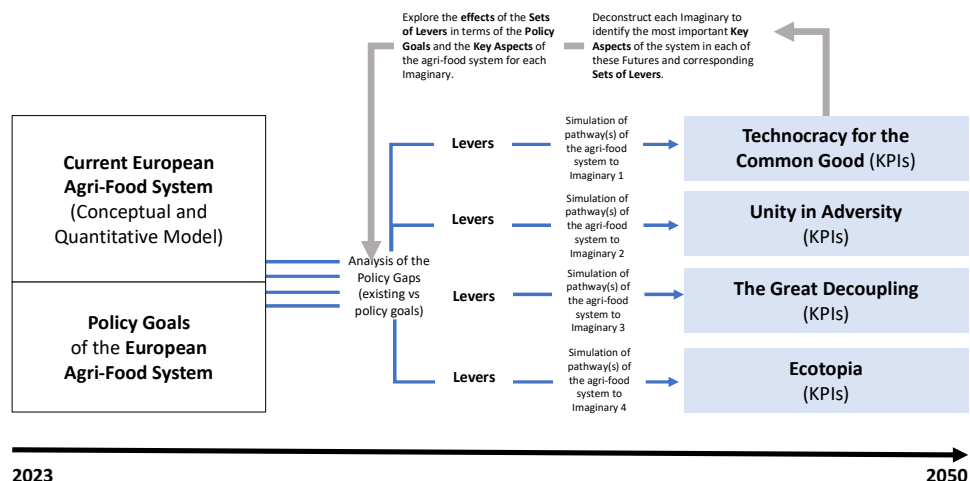 Explore the effects of the Sets
of Levers in terms of the Policy
Goals and the Key Aspects of
the agri-food system for each
Imaginary.
Deconstruct each Imaginary to
identify the most important Key
Aspects of the system in each of
these Futures and corresponding
Sets of Levers.
Current European
Agri-Food System
(Conceptual and
Quantitative Model)
Policy Goals
of the European
Agri-Food System
Analysis of the
Policy Gaps
(existing vs
policy goals)
Levers
Simulation of
pathway(s) of
the agri-food
system to
Imaginary 1
Technocracy for the
Common Good (KPIs)
Levers
Simulation of
pathway(s) of
the agri-food
system to
Imaginary 2
Unity in Adversity
(KPIs)
Levers
Simulation of
pathway(s) of
the agri-food
system to
Imaginary 3
The Great Decoupling
(KPIs)
Levers
Simulation of
pathway(s) of
the agri-food
system to
Imaginary 4
Ecotopia
(KPIs)
2023
2050